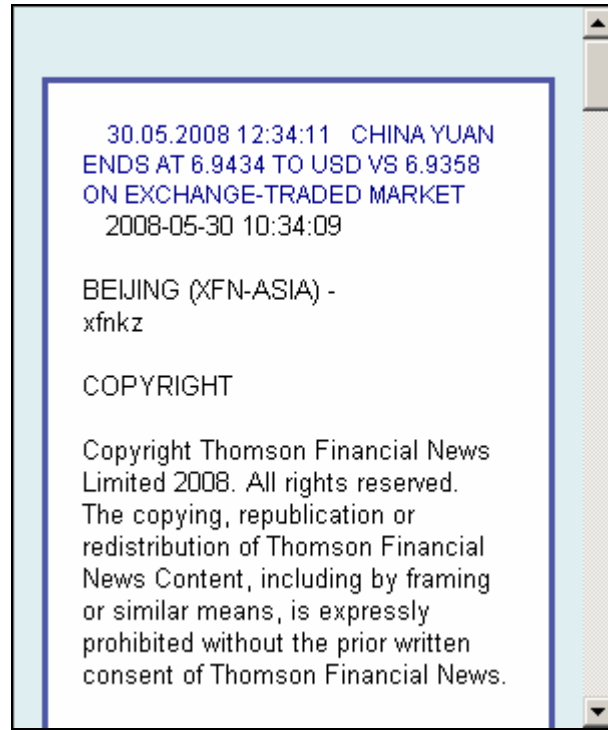 30.05.2008 12:34:11 CHINA YUAN
ENDS AT 6.9434 TO USD VS 6.9358
ON EXCHANGE-TRADED MARKET
2008-05-30 10:34:09
BEIJING (XFN-ASIA) -
xfnkz
COPYRIGHT
Copyright Thomson Financial News
Limited 2008. All rights reserved.
The copying, republication or
redistribution of Thomson Financial
News Content, including by framing
or similar means, is expressly
prohibited without the prior written
consent of Thomson Financial News.